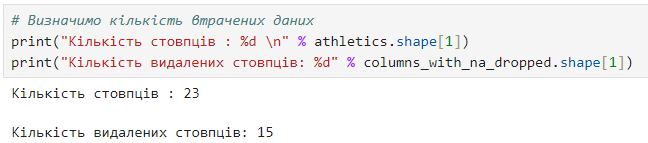 # Визначимо кількість втрачених даних
print("Кількість стовпців : %d \n" % athletics.shape[1])
print("Кількість видалених стовпців: %d" % columns_with_na_dropped.shape[1])
Кількість стовпців : 23
Кількість видалених стовпців: 15